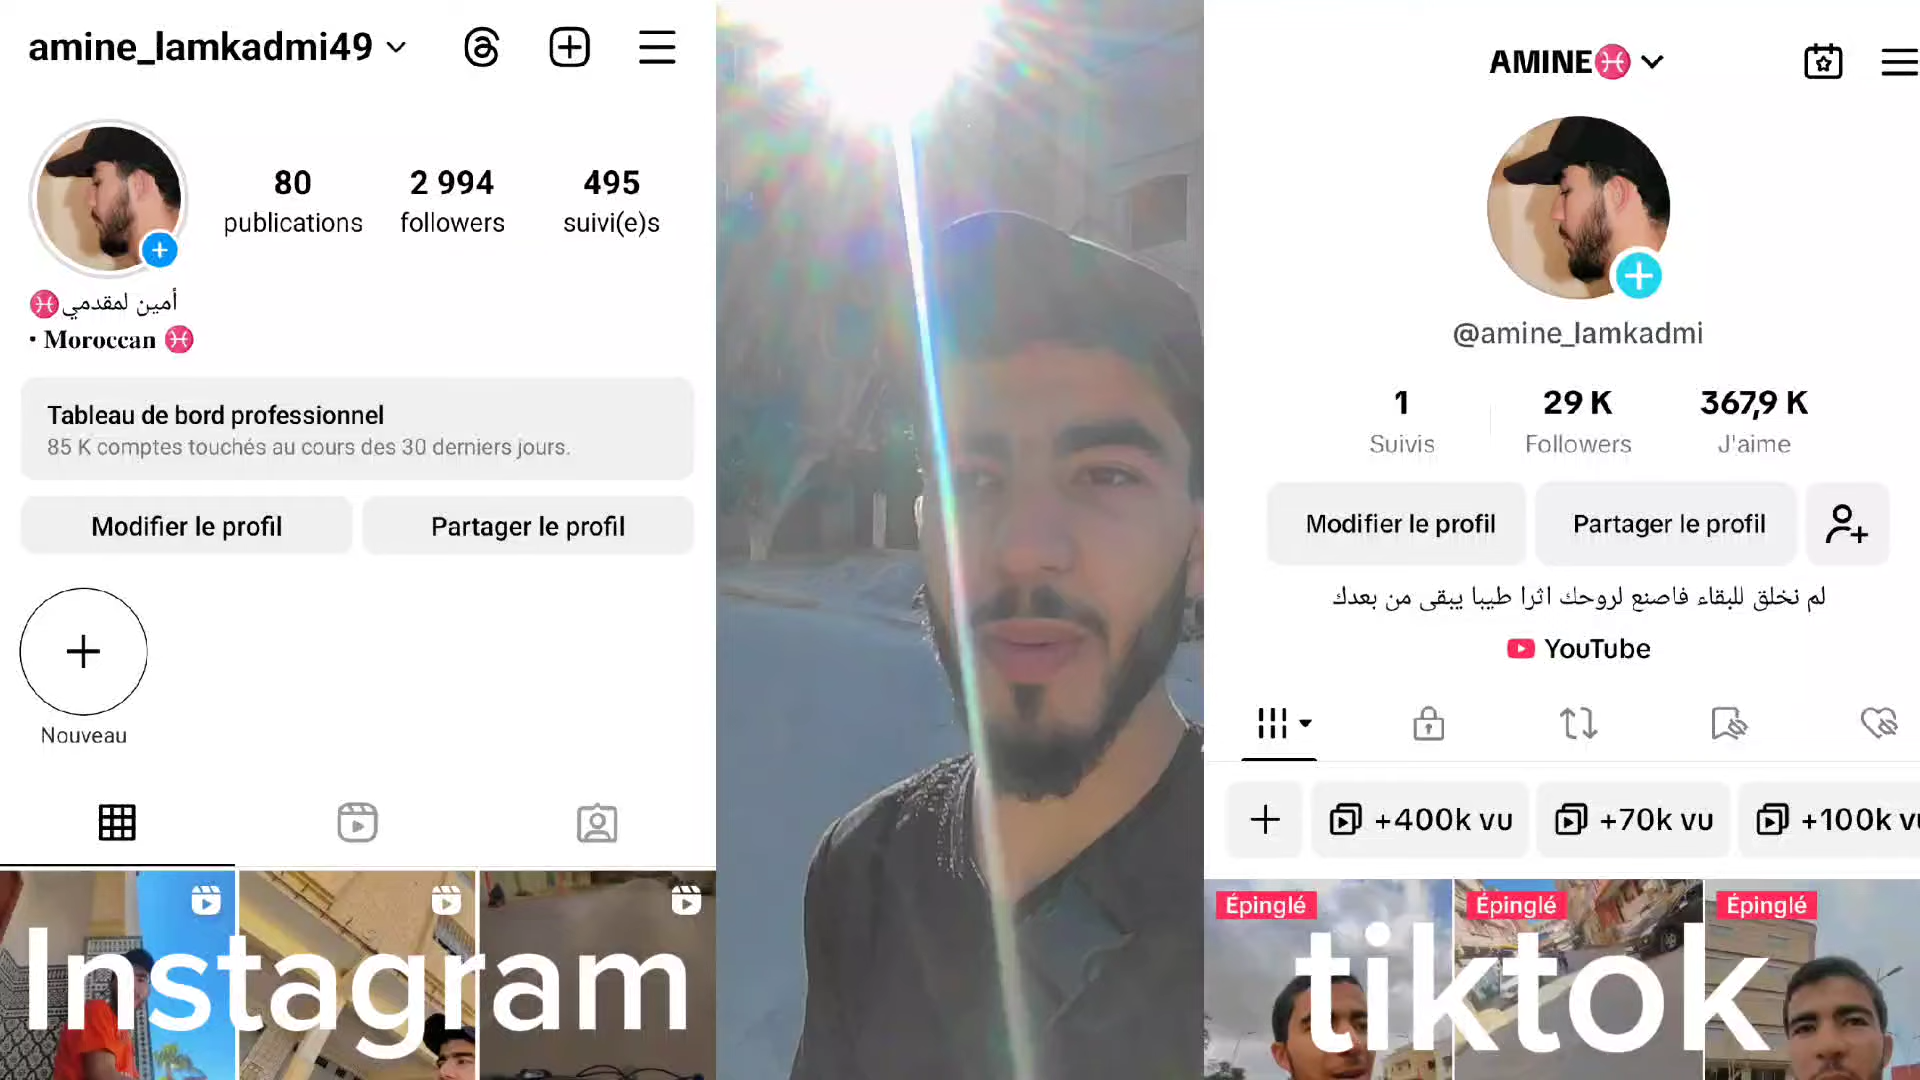 amine_lamkadmi49
80
publications
2 994
followers
495
suivi(e)s
أمين لمقدمي♓
• Moroccan ♓
Tableau de bord professionnel
85 K comptes touchés au cours des 30 derniers jours.
Modifier le profil
Partager le profil
Nouveau
Instagram
AMINE♓
@amine_lamkadmi
1
Suivis
29 K
Followers
367,9 K
J'aime
Modifier le profil
Partager le profil
لم نخلق للبقاء فاصنع لروحك اثرا طيبا يبقى من بعدك
YouTube
+400k vu
+70k vu
+100k vu
Épinglé
Épinglé
Épinglé
tiktok